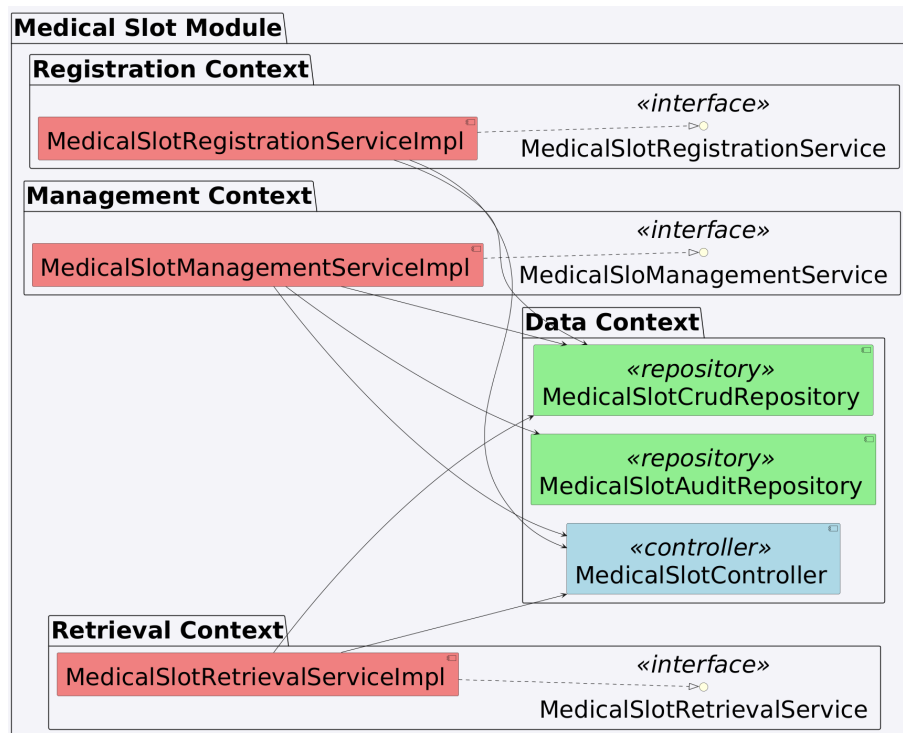 Medical Slot Module
Registration Context
«interface»
MedicalSlotRegistrationServiceImpl
MedicalSlotRegistrationService
Management Context
«interface»
MedicalSlotManagementServiceImpl
MedicalSloManagementService
Data Context
«repository»
MedicalSlotCrudRepository
«repository»
MedicalSlotAuditRepository
«controller»
MedicalSlotController
Retrieval Context
«interface»
MedicalSlotRetrievalServiceImpl
MedicalSlotRetrievalService